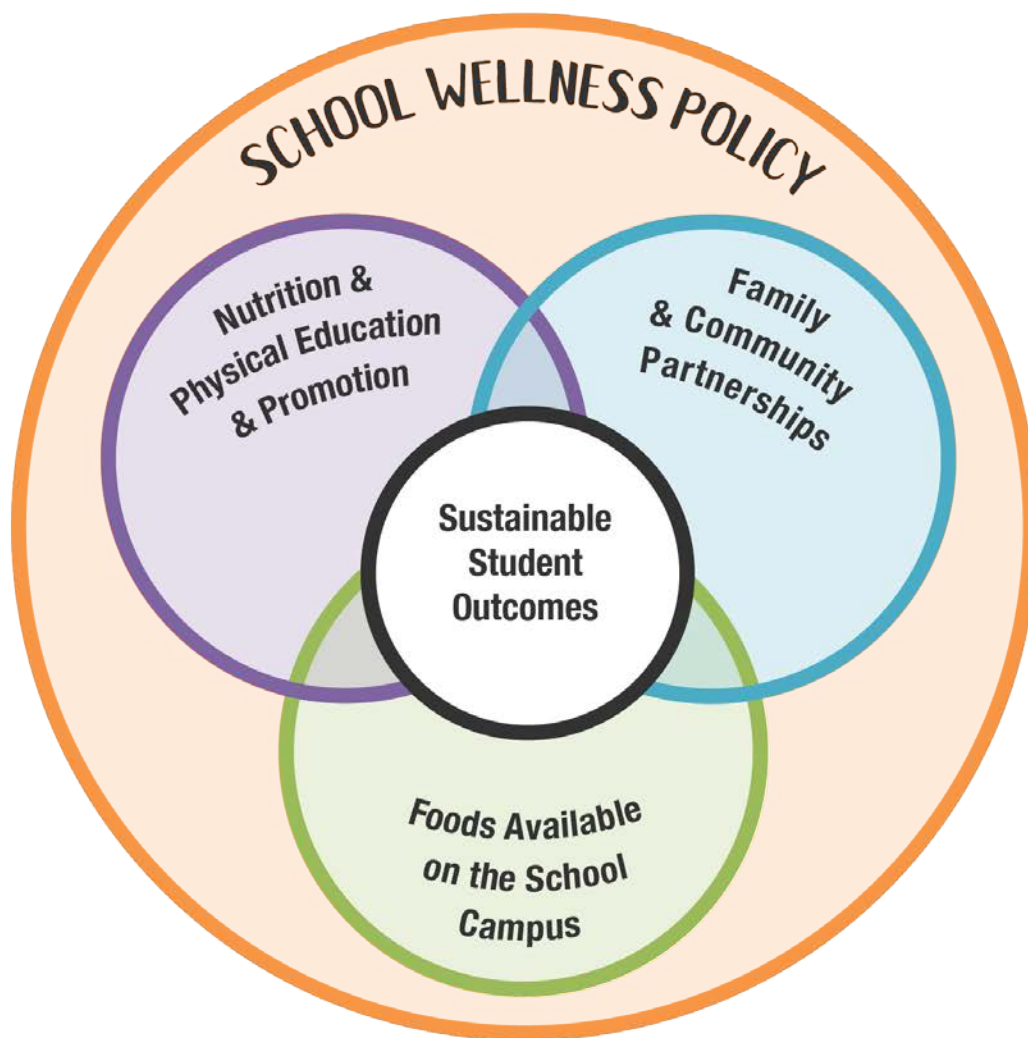 SCHOOL WELLNESS POLICY
Nutrition &
Physical Education
& Promotion
Family
& Community
Partnerships
Sustainable
Student
Outcomes
Foods Available
on the School
Campus